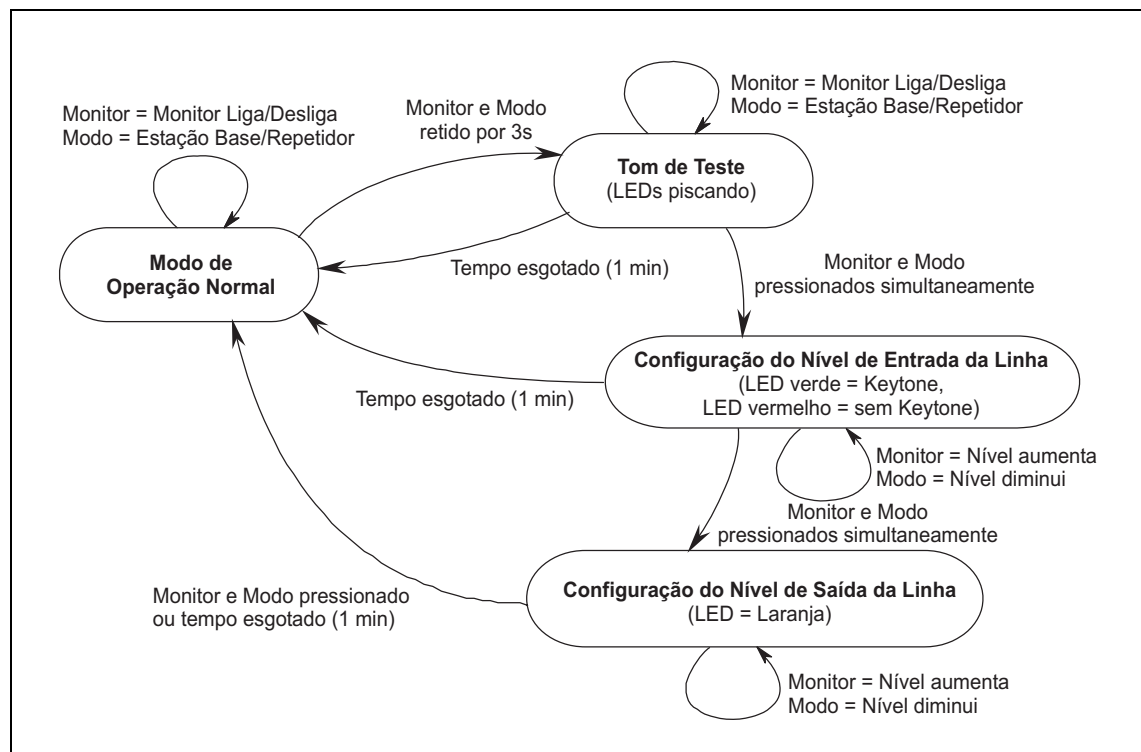 Monitor = Monitor Liga/Desliga
Modo = Estação Base/Repetidor
Monitor e Modo
retido por 3s
Monitor = Monitor Liga/Desliga
Modo = Estação Base/Repetidor
Tom de Teste
(LEDs piscando)
Modo de
Operação Normal
Tempo esgotado (1 min)
Monitor e Modo
pressionados simultaneamente
Configuração do Nível de Entrada da Linha
(LED verde = Keytone,
LED vermelho = sem Keytone)
Tempo esgotado (1 min)
Monitor = Nível aumenta
Modo = Nível diminui
Monitor e Modo
pressionados simultaneamente
Configuração do Nível de Saída da Linha
(LED = Laranja)
Monitor e Modo pressionado
ou tempo esgotado (1 min)
Monitor = Nível aumenta
Modo = Nível diminui